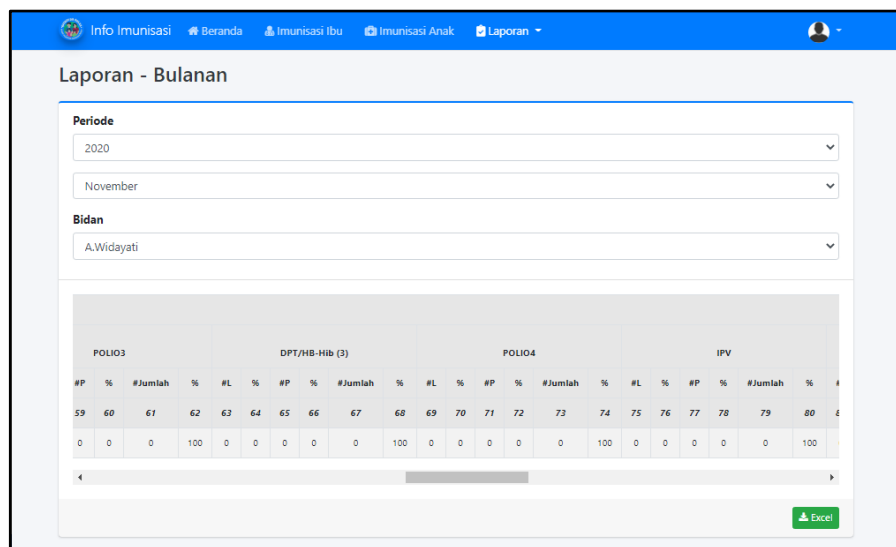 Info Imunisasi Beranda Imunisasi Ibu Imunisasi Anak Laporan
Laporan - Bulanan
Periode
2020
November
Bidan
A.Widayati
POLIO3 DPT/HB-Hib (3) POLIO4 IPV
#P % #Jumlah % #L % #P % #Jumlah % #L % #P % #Jumlah % #L % #P % #Jumlah %
59 60 61 62 63 64 65 66 67 68 69 70 71 72 73 74 75 76 77 78 79 80
0 0 0 100 0 0 0 0 0 100 0 0 0 0 0 100 0 0 0 0 0 100
Excel